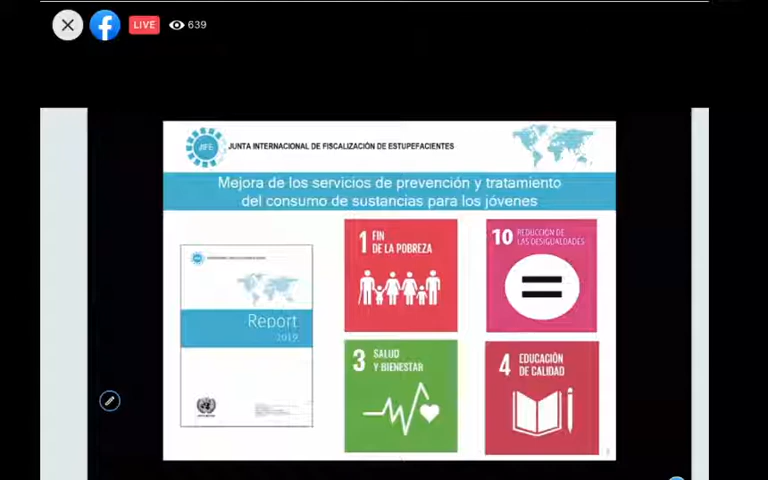 LIVE 639
JIFE
JUNTA INTERNACIONAL DE FISCALIZACIÓN DE ESTUPEFACIENTES
Mejora de los servicios de prevención y tratamiento
del consumo de sustancias para los jóvenes
Report
2019
1 FIN
DE LA POBREZA
10 REDUCCIÓN DE
LAS DESIGUALDADES
3 SALUD
Y BIENESTAR
4 EDUCACIÓN
DE CALIDAD